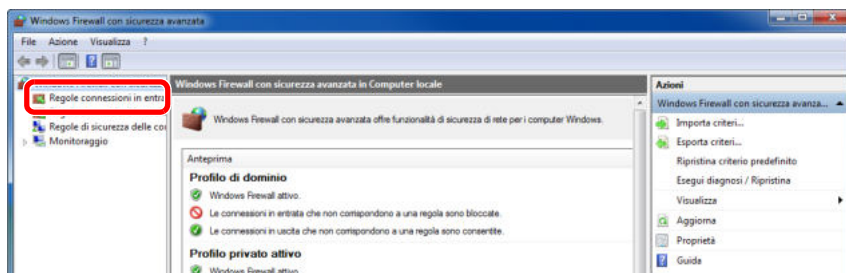 Windows Firewall con sicurezza avanzata
File Azione Visualizza ?
Regole connessioni in entra
Regole di sicurezza delle co
Monitoraggio
Windows Firewall con sicurezza avanzata in Computer locale
Windows Firewall con sicurezza avanzata offre funzionalità di sicurezza di rete per i computer Windows.
Anteprima
Profilo di dominio
Windows Firewall attivo.
Le connessioni in entrata che non corrispondono a una regola sono bloccate.
Le connessioni in uscita che non corrispondono a una regola sono consentite.
Profilo privato attivo
Windows Firewall attivo.
Azioni
Windows Firewall con sicurezza avanza...
Importa criteri...
Esporta criteri...
Ripristina criterio predefinito
Esegui diagnosi / Ripristina
Visualizza
Aggiorna
Proprietà
Guida